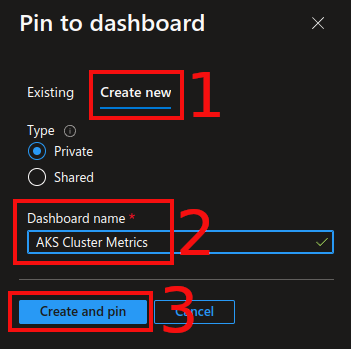 Pin to dashboard
Existing
Create new
1
Type
Private
Shared
Dashboard name *
2
AKS Cluster Metrics
Create and pin
3
Cancel